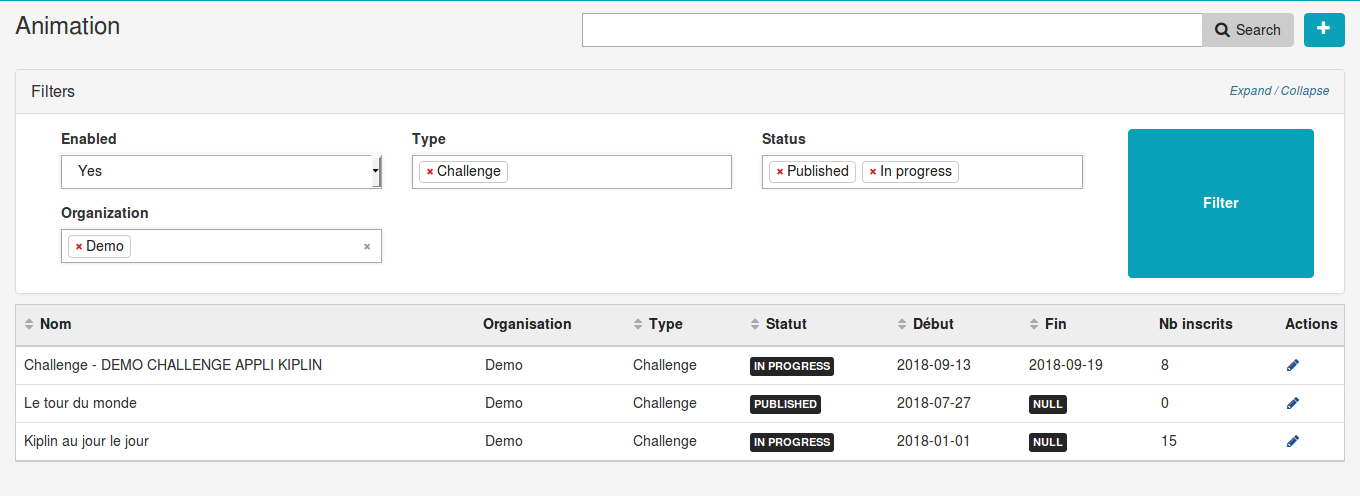 Animation
Search
Filters
Expand / Collapse
Enabled Type Status
Yes × Challenge × Published × In progress
Filter
Organization
× Demo ×
Nom Organisation Type Statut Début Fin Nb inscrits Actions
Challenge - DEMO CHALLENGE APPLI KIPLIN Demo Challenge IN PROGRESS 2018-09-13 2018-09-19 8
Le tour du monde Demo Challenge PUBLISHED 2018-07-27 NULL 0
Kiplin au jour le jour Demo Challenge IN PROGRESS 2018-01-01 NULL 15